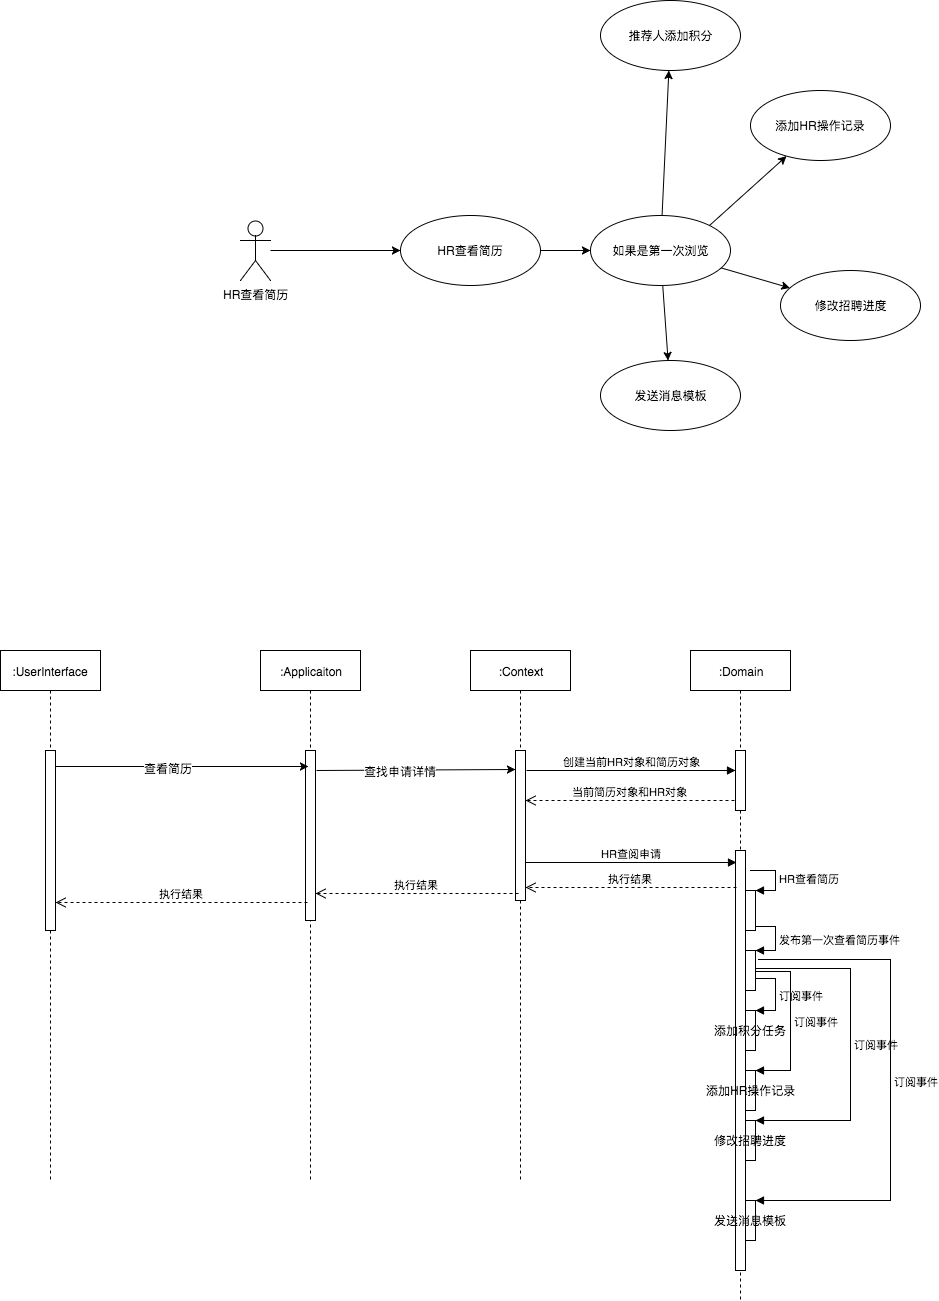 推荐人添加积分
添加HR操作记录
HR查看简历
如果是第一次浏览
HR查看简历
修改招聘进度
发送消息模板
:UserInterface
:Applicaiton
:Context
:Domain
查看简历
查找申请详情
创建当前HR对象和简历对象
当前简历对象和HR对象
HR查阅申请
执行结果
执行结果
执行结果
HR查看简历
发布第一次查看简历事件
订阅事件
订阅事件
添加积分任务
订阅事件
订阅事件
添加HR操作记录
修改招聘进度
发送消息模板